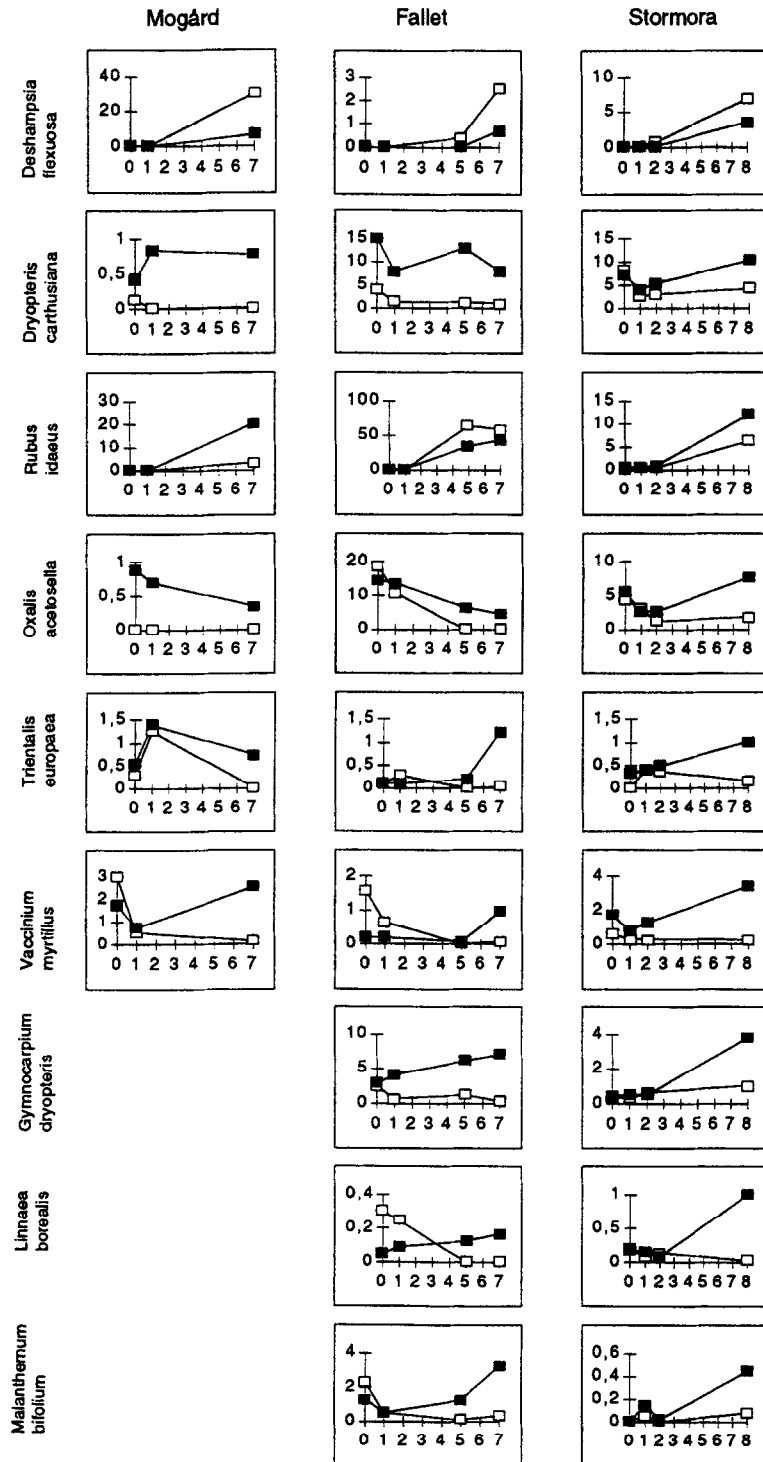 Mogård
Fallet
Stormora
Deshampsia
flexuosa
40
20
0
0 1 2 3 4 5 6 7
3
2
1
0
0 1 2 3 4 5 6 7
10
5
0
0 1 2 3 4 5 6 7 8
Dryopteris
carthusiana
1
0,5
0
0 1 2 3 4 5 6 7
15
10
5
0
0 1 2 3 4 5 6 7
15
10
5
0
0 1 2 3 4 5 6 7 8
Rubus
idaeus
30
20
10
0
0 1 2 3 4 5 6 7
100
50
0
0 1 2 3 4 5 6 7
15
10
5
0
0 1 2 3 4 5 6 7 8
Oxalis
acetosella
1
0,5
0
0 1 2 3 4 5 6 7
20
10
0
0 1 2 3 4 5 6 7
10
5
0
0 1 2 3 4 5 6 7 8
Trientalis
europaea
1,5
1
0,5
0
0 1 2 3 4 5 6 7
1,5
1
0,5
0
0 1 2 3 4 5 6 7
1,5
1
0,5
0
0 1 2 3 4 5 6 7 8
Vaccinium
myrtillus
3
2
1
0
0 1 2 3 4 5 6 7
2
1
0
0 1 2 3 4 5 6 7
4
2
0
0 1 2 3 4 5 6 7 8
Gymnocarpium
dryopteris
10
5
0
0 1 2 3 4 5 6 7
4
2
0
0 1 2 3 4 5 6 7 8
Linnaea
borealis
0,4
0,2
0
0 1 2 3 4 5 6 7
1
0,5
0
0 1 2 3 4 5 6 7 8
Maianthemum
bifolium
4
2
0
0 1 2 3 4 5 6 7
0,6
0,4
0,2
0
0 1 2 3 4 5 6 7 8